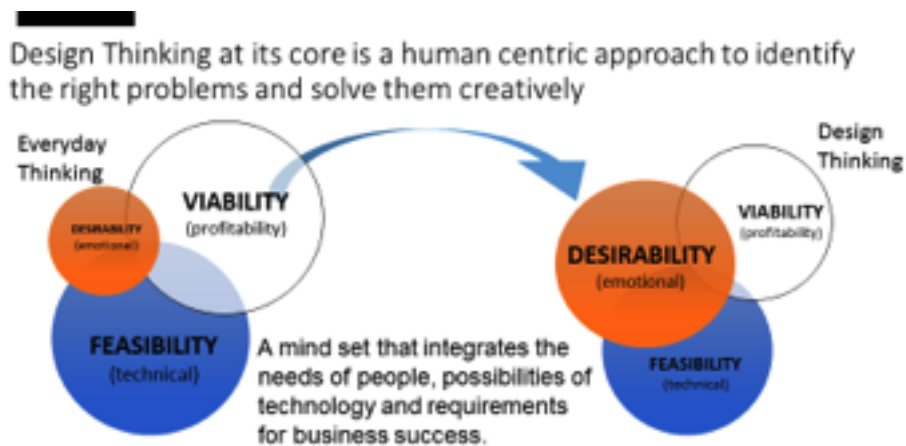 Design Thinking at its core is a human centric approach to identify
the right problems and solve them creatively
Everyday
Thinking
VIABILITY
(profitability)
DESIRABILITY
(emotional)
FEASIBILITY
(technical)
A mind set that integrates the
needs of people, possibilities of
technology and requirements
for business success.
Design
Thinking
VIABILITY
(profitability)
DESIRABILITY
(emotional)
FEASIBILITY
(technical)